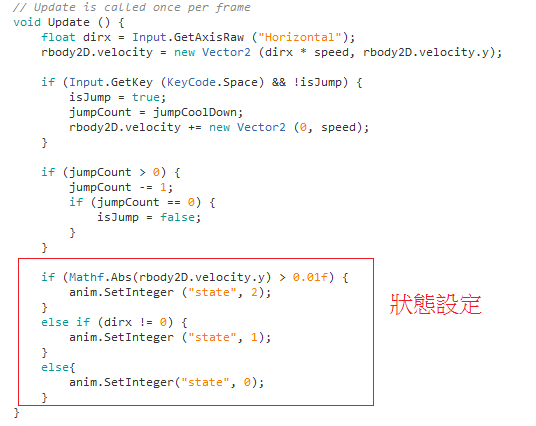 // Update is called once per frame
void Update () {
    float dirx = Input.GetAxisRaw ("Horizontal");
    rbody2D.velocity = new Vector2 (dirx * speed, rbody2D.velocity.y);

    if (Input.GetKey (KeyCode.Space) && !isJump) {
        isJump = true;
        jumpCount = jumpCoolDown;
        rbody2D.velocity += new Vector2 (0, speed);
    }

    if (jumpCount > 0) {
        jumpCount -= 1;
        if (jumpCount == 0) {
            isJump = false;
        }
    }

    if (Mathf.Abs(rbody2D.velocity.y) > 0.01f) {
        anim.SetInteger ("state", 2);
    }
    else if (dirx != 0) {
        anim.SetInteger ("state", 1);
    }
    else{
        anim.SetInteger("state", 0);
    }
}
狀態設定